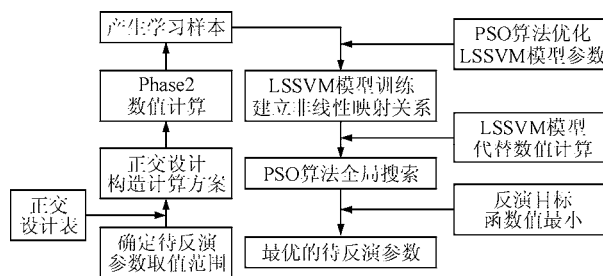 产生学习样本
PSO算法优化
LSSVM模型参数
Phase2
数值计算
LSSVM模型训练
建立非线性映射关系
LSSVM模型
代替数值计算
正交设计
构造计算方案
PSO算法全局搜索
正交
设计表
反演目标
函数值最小
确定待反演
参数取值范围
最优的待反演参数